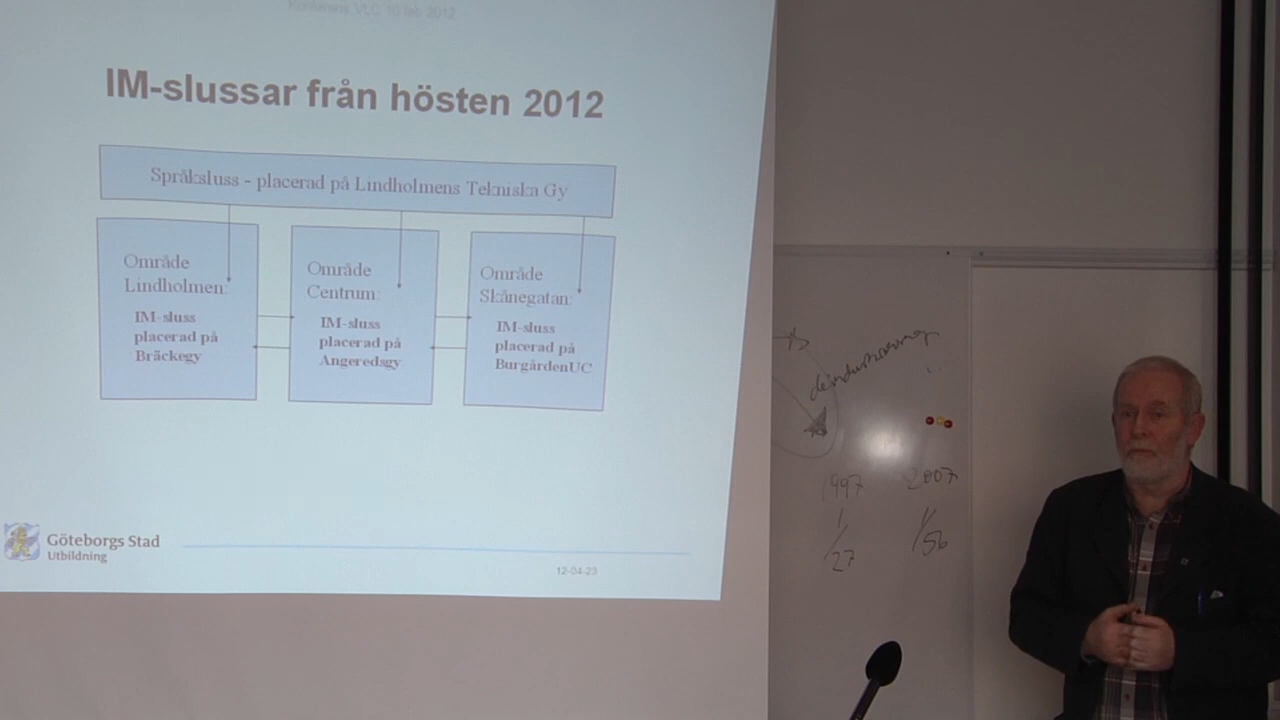 Konferens VLG 10 feb 2012
IM-slussar från hösten 2012
Språksluss - placerad på Lindholmens Tekniska Gy
Område
Lindholmen:
IM-sluss
placerad på
Bräckegy
Område
Centrum:
IM-sluss
placerad på
Angeredsgy
Område
Skånegatan:
IM-sluss
placerad på
BurgårdenUC
Göteborgs Stad
Utbildning
12-04-23
1997
2007
1/27
1/56